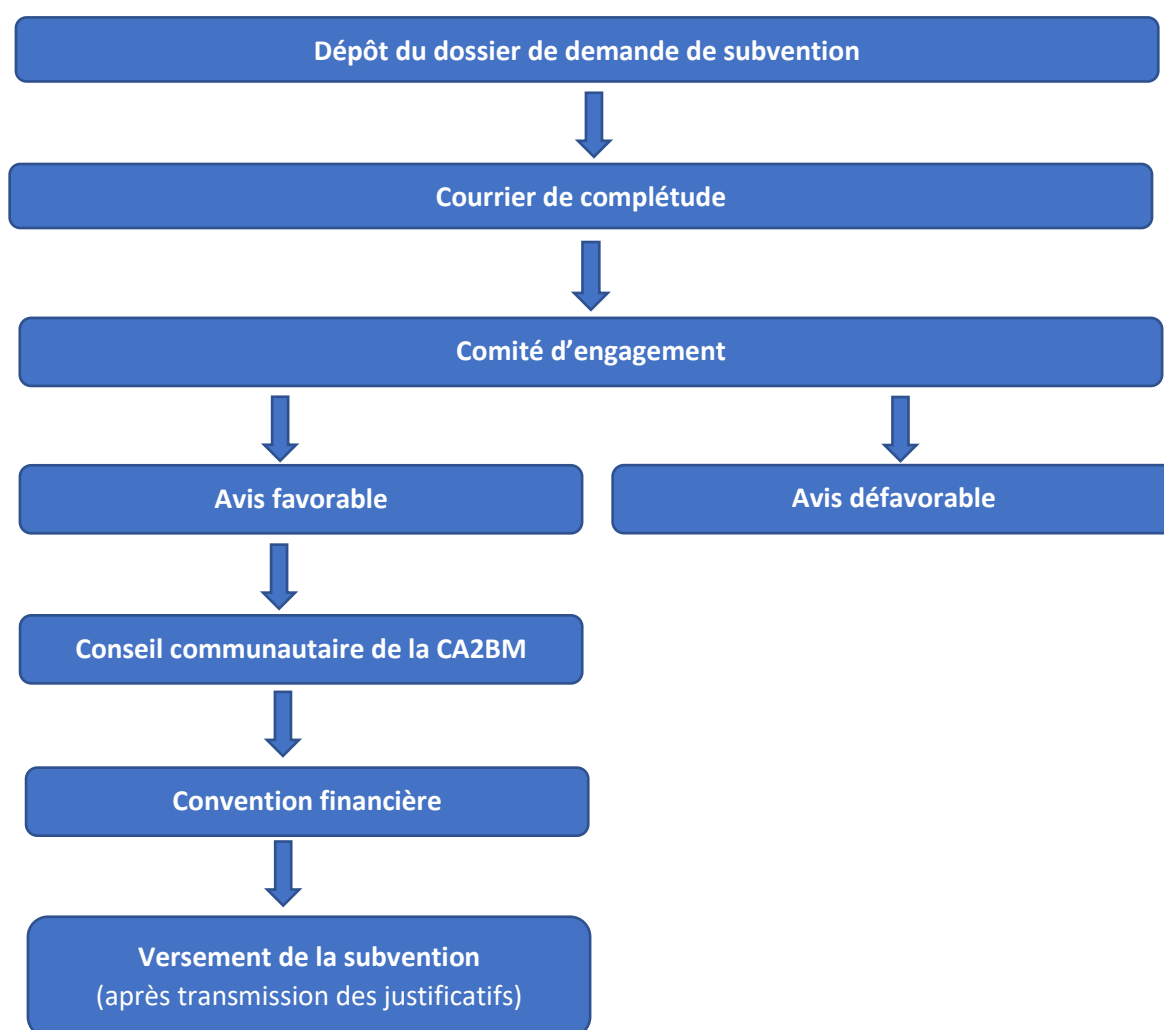 Dépôt du dossier de demande de subvention
Courrier de complétude
Comité d’engagement
Avis favorable
Avis défavorable
Conseil communautaire de la CA2BM
Convention financière
Versement de la subvention
(après transmission des justificatifs)